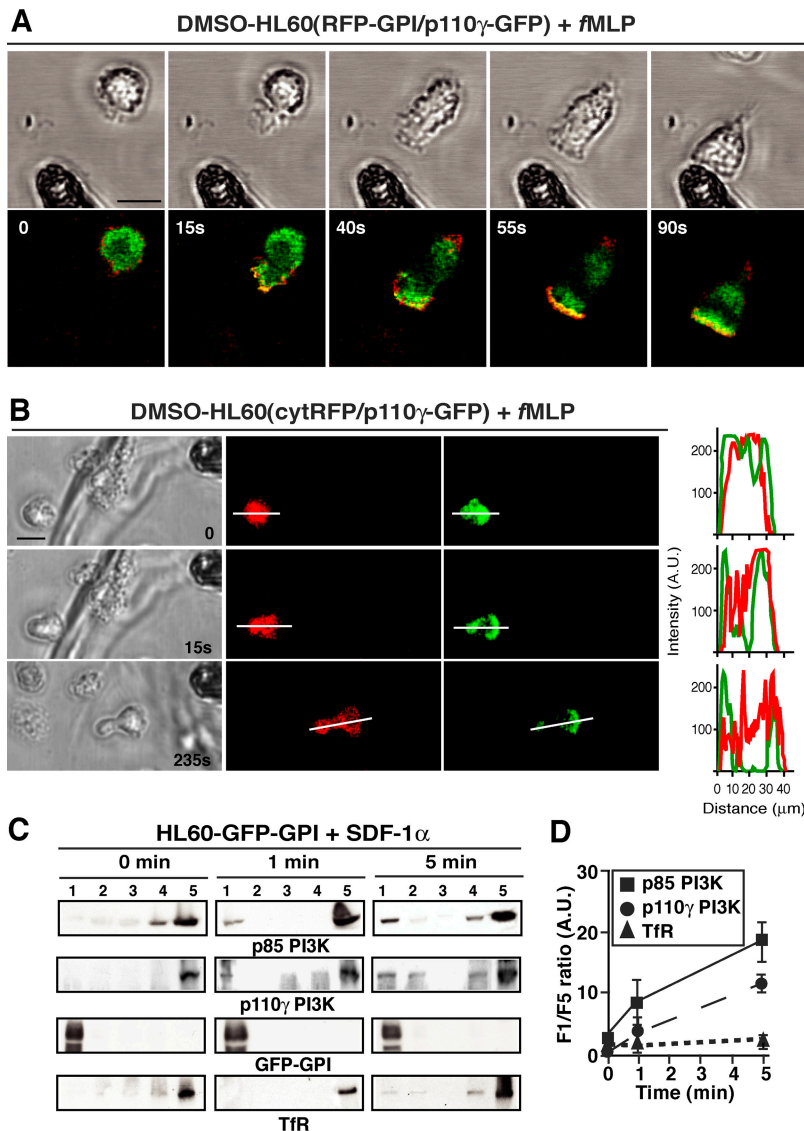 A
DMSO-HL60(RFP-GPI/p110γ-GFP) + fMLP
0
15s
40s
55s
90s
B
DMSO-HL60(cytRFP/p110γ-GFP) + fMLP
0
15s
235s
200
100
200
100
200
100
Intensity (A.U.)
0 10 20 30 40
Distance (μm)
C
HL60-GFP-GPI + SDF-1α
0 min 1 min 5 min
1 2 3 4 5 1 2 3 4 5 1 2 3 4 5
p85 PI3K
p110γ PI3K
GFP-GPI
TfR
D
F1/F5 ratio (A.U.)
30
20
10
0
p85 PI3K
p110γ PI3K
TfR
0 1 2 3 4 5
Time (min)